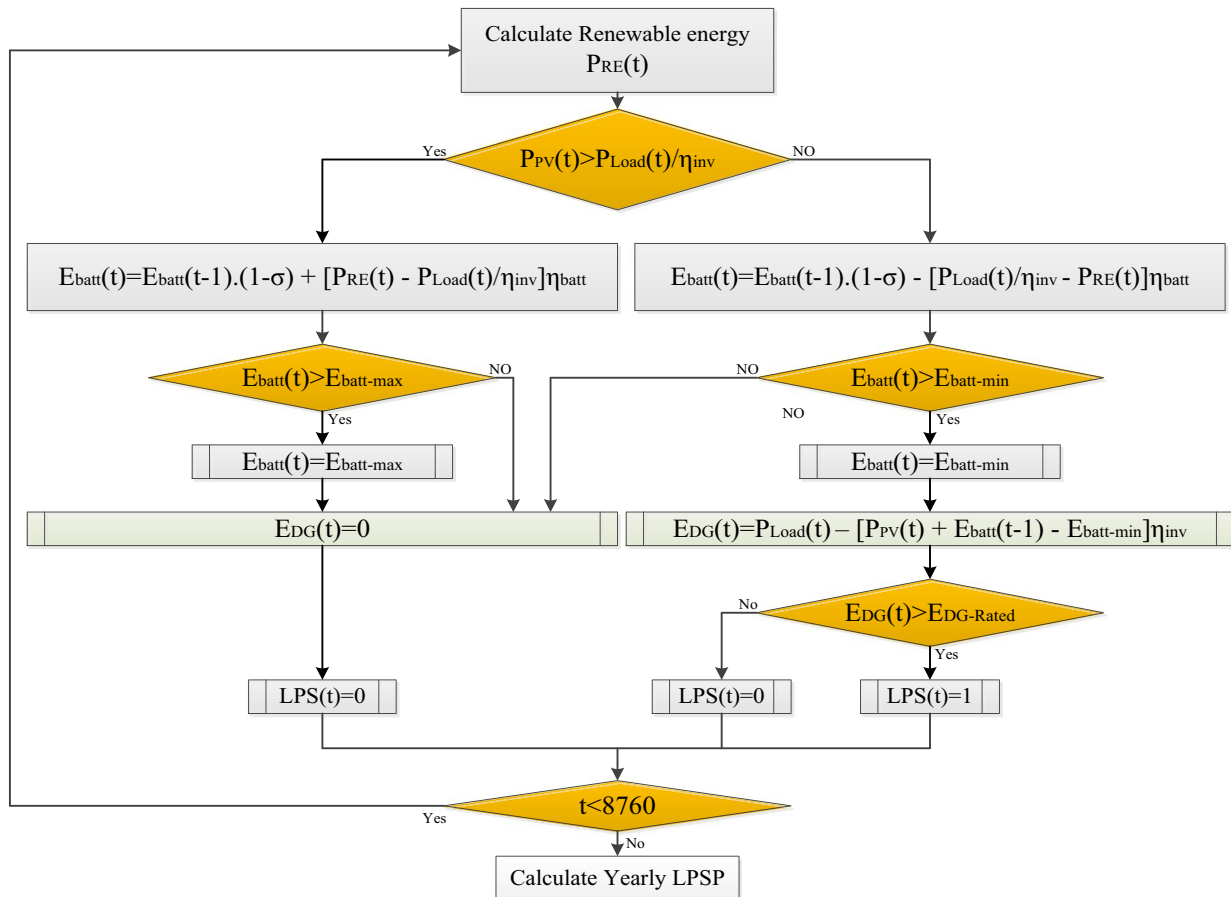 Calculate Renewable energy
PRE(t)
Yes
PPV(t)>PLoad(t)/ηinv
NO
Ebatt(t)=Ebatt(t-1).(1-σ) + [PRE(t) - PLoad(t)/ηinv]ηbatt
Ebatt(t)=Ebatt(t-1).(1-σ) - [PLoad(t)/ηinv - PRE(t)]ηbatt
Ebatt(t)>Ebatt-max
NO
NO
Ebatt(t)>Ebatt-min
Yes
NO
Yes
Ebatt(t)=Ebatt-max
Ebatt(t)=Ebatt-min
EDG(t)=0
EDG(t)=PLoad(t) – [PPV(t) + Ebatt(t-1) - Ebatt-min]ηinv
No
EDG(t)>EDG-Rated
Yes
LPS(t)=0
LPS(t)=0
LPS(t)=1
t<8760
Yes
No
Calculate Yearly LPSP